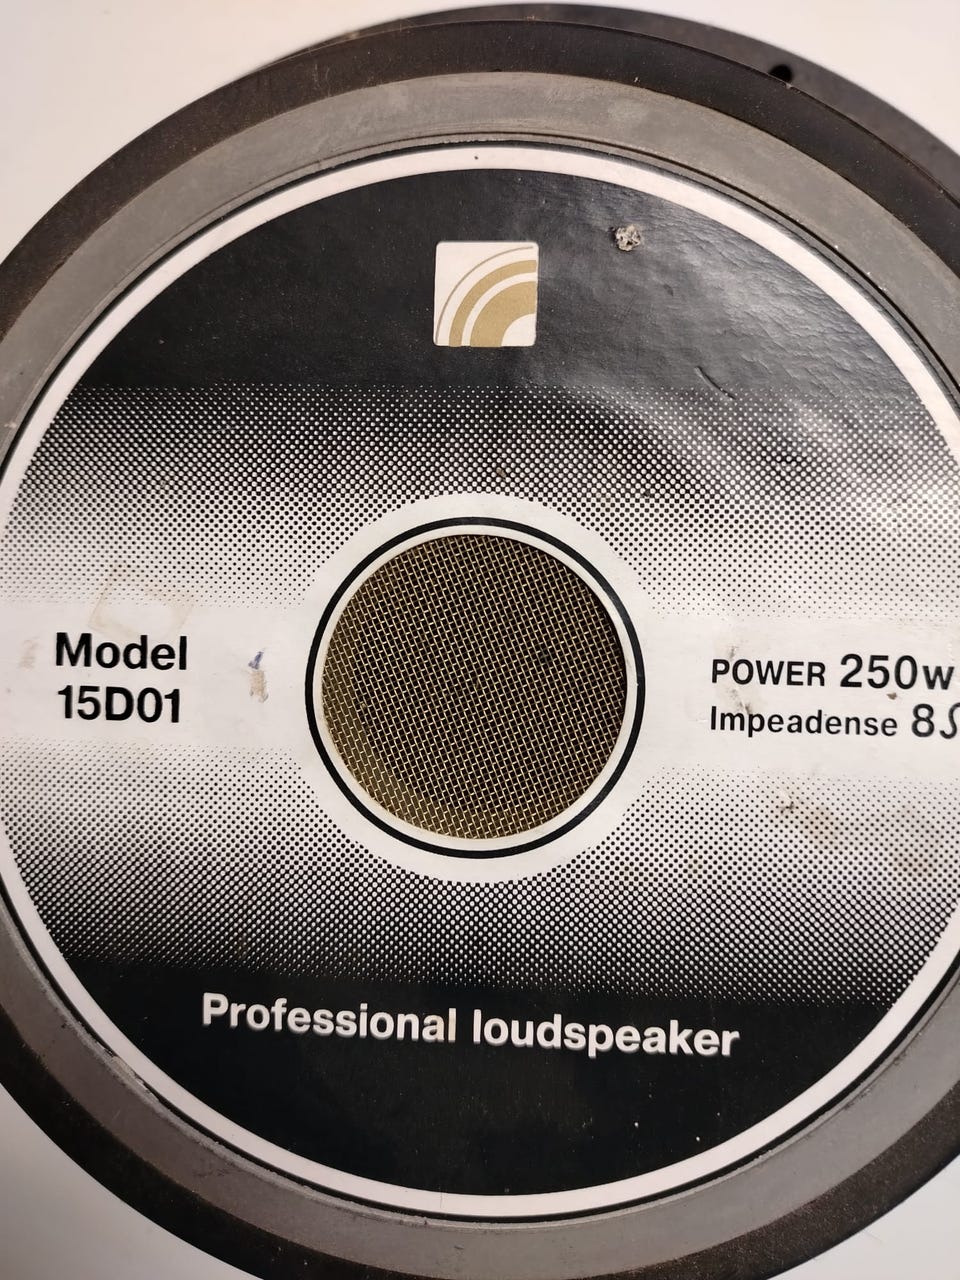 Model
15D01
POWER 250w
Impeadense 8Ω
Professional loudspeaker